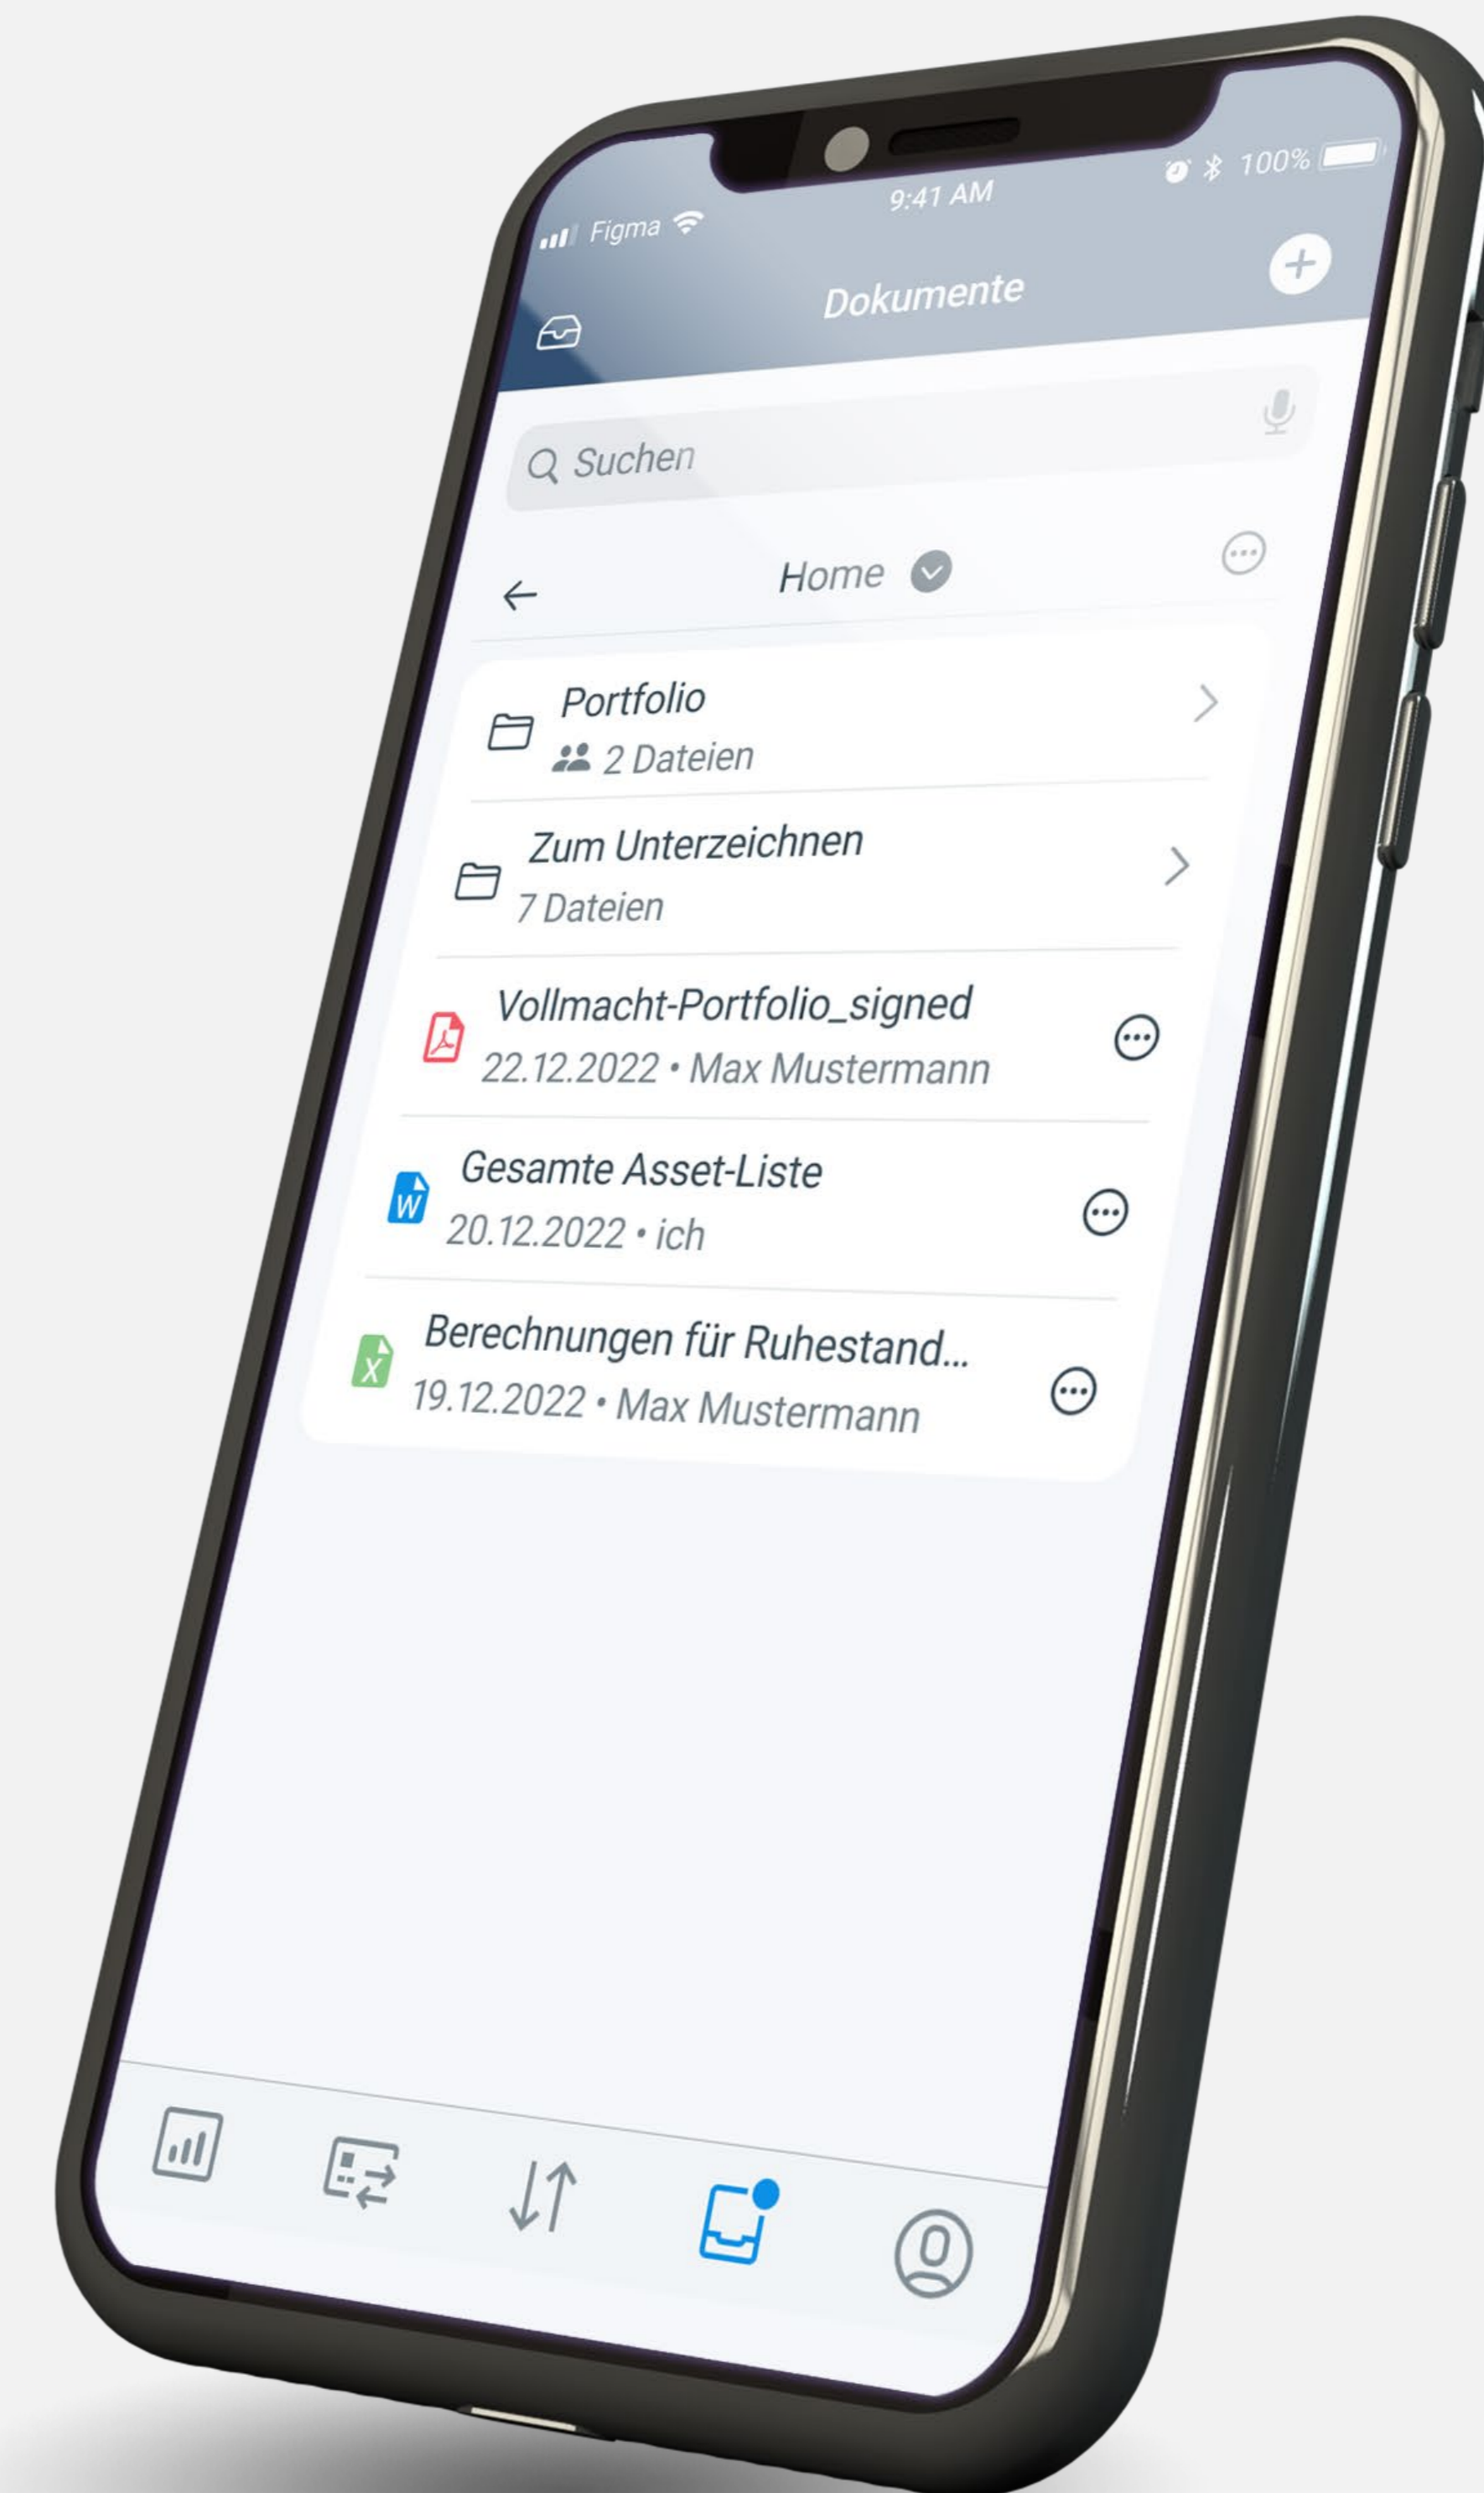 Figma 9:41 AM 100%
Dokumente
Suchen
Home
Portfolio
2 Dateien
Zum Unterzeichnen
7 Dateien
Vollmacht-Portfolio_signed
22.12.2022 • Max Mustermann
W
Gesamte Asset-Liste
20.12.2022 • ich
X
Berechnungen für Ruhestand...
19.12.2022 • Max Mustermann